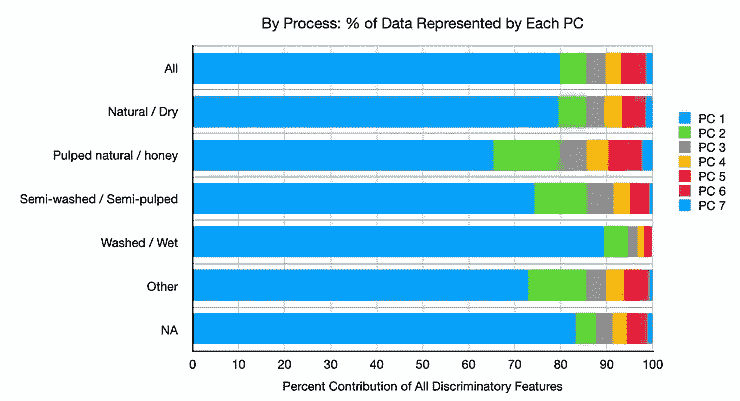 By Process: % of Data Represented by Each PC
All
Natural / Dry
Pulped natural / honey
Semi-washed / Semi-pulped
Washed / Wet
Other
NA
0 10 20 30 40 50 60 70 80 90 100
Percent Contribution of All Discriminatory Features
PC 1
PC 2
PC 3
PC 4
PC 5
PC 6
PC 7